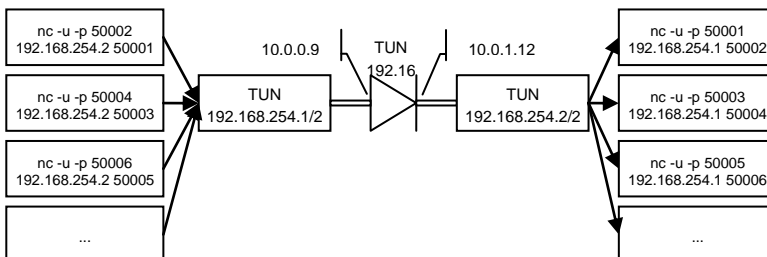 nc -u -p 50002
192.168.254.2 50001
nc -u -p 50004
192.168.254.2 50003
nc -u -p 50006
192.168.254.2 50005
...
TUN
192.168.254.1/2
10.0.0.9
TUN
192.16
10.0.1.12
TUN
192.168.254.2/2
nc -u -p 50001
192.168.254.1 50002
nc -u -p 50003
192.168.254.1 50004
nc -u -p 50005
192.168.254.1 50006
...